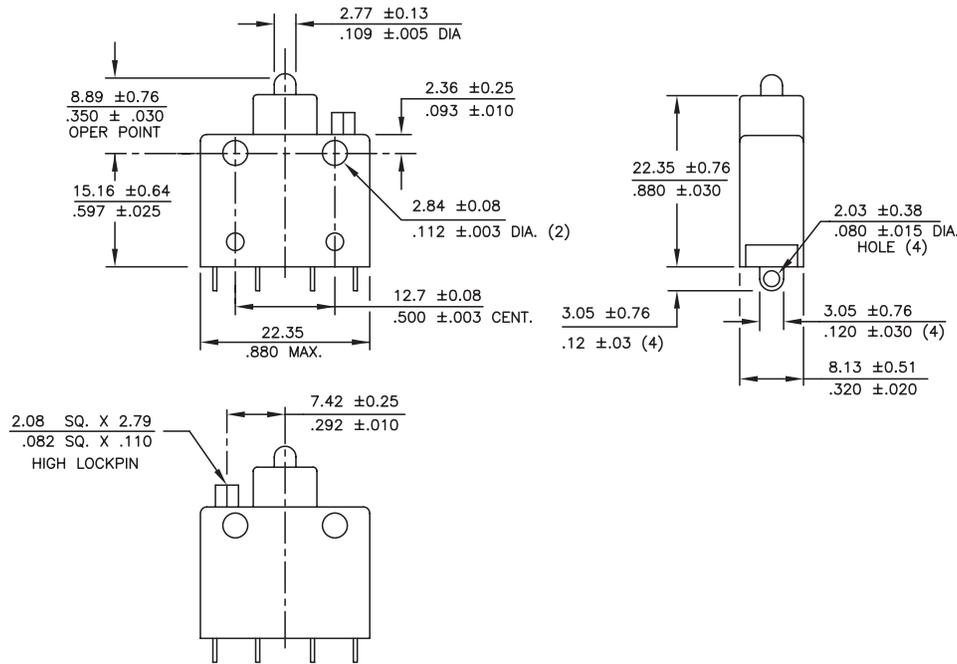 2.77 ±0.13
.109 ±.005 DIA
8.89 ±0.76
.350 ± .030
OPER POINT
2.36 ±0.25
.093 ±.010
15.16 ±0.64
.597 ±.025
2.84 ±0.08
.112 ±.003 DIA. (2)
12.7 ±0.08
.500 ±.003 CENT.
22.35
.880 MAX.
22.35 ±0.76
.880 ±.030
2.03 ±0.38
.080 ±.015 DIA.
HOLE (4)
3.05 ±0.76
.12 ±.03 (4)
3.05 ±0.76
.120 ±.030 (4)
8.13 ±0.51
.320 ±.020
7.42 ±0.25
.292 ±.010
2.08 SQ. X 2.79
.082 SQ. X .110
HIGH LOCKPIN